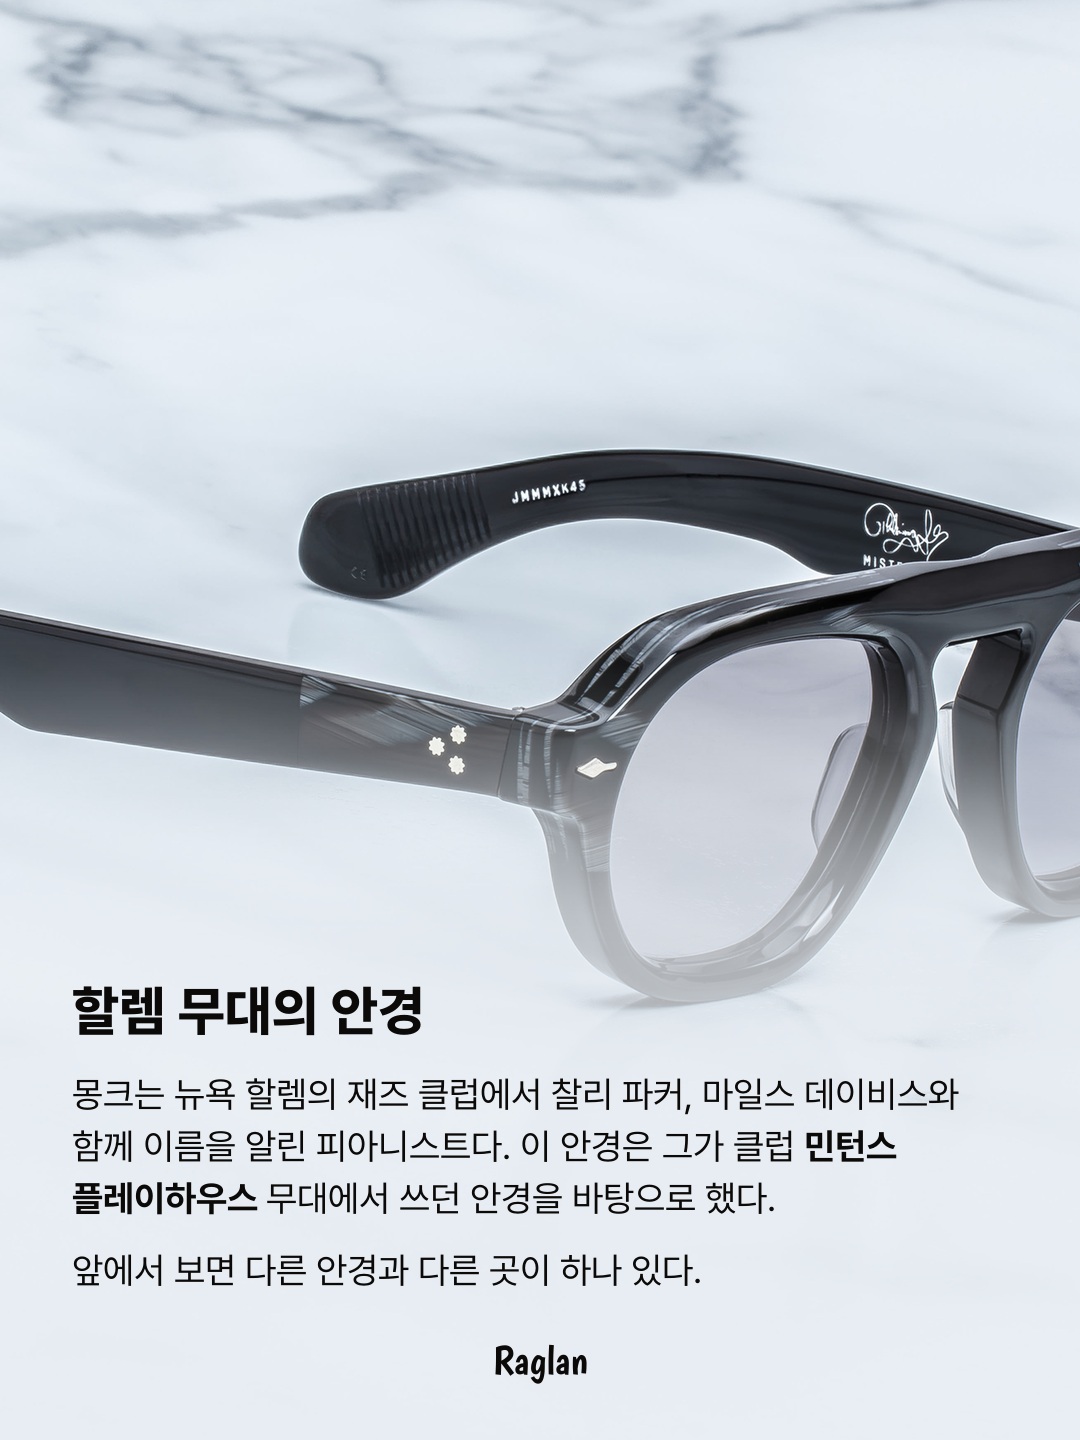 JMMMXK45
할렘 무대의 안경
몽크는 뉴욕 할렘의 재즈 클럽에서 찰리 파커, 마일스 데이비스와
함께 이름을 알린 피아니스트다. 이 안경은 그가 클럽 민턴스
플레이하우스 무대에서 쓰던 안경을 바탕으로 했다.
앞에서 보면 다른 안경과 다른 곳이 하나 있다.
Raglan